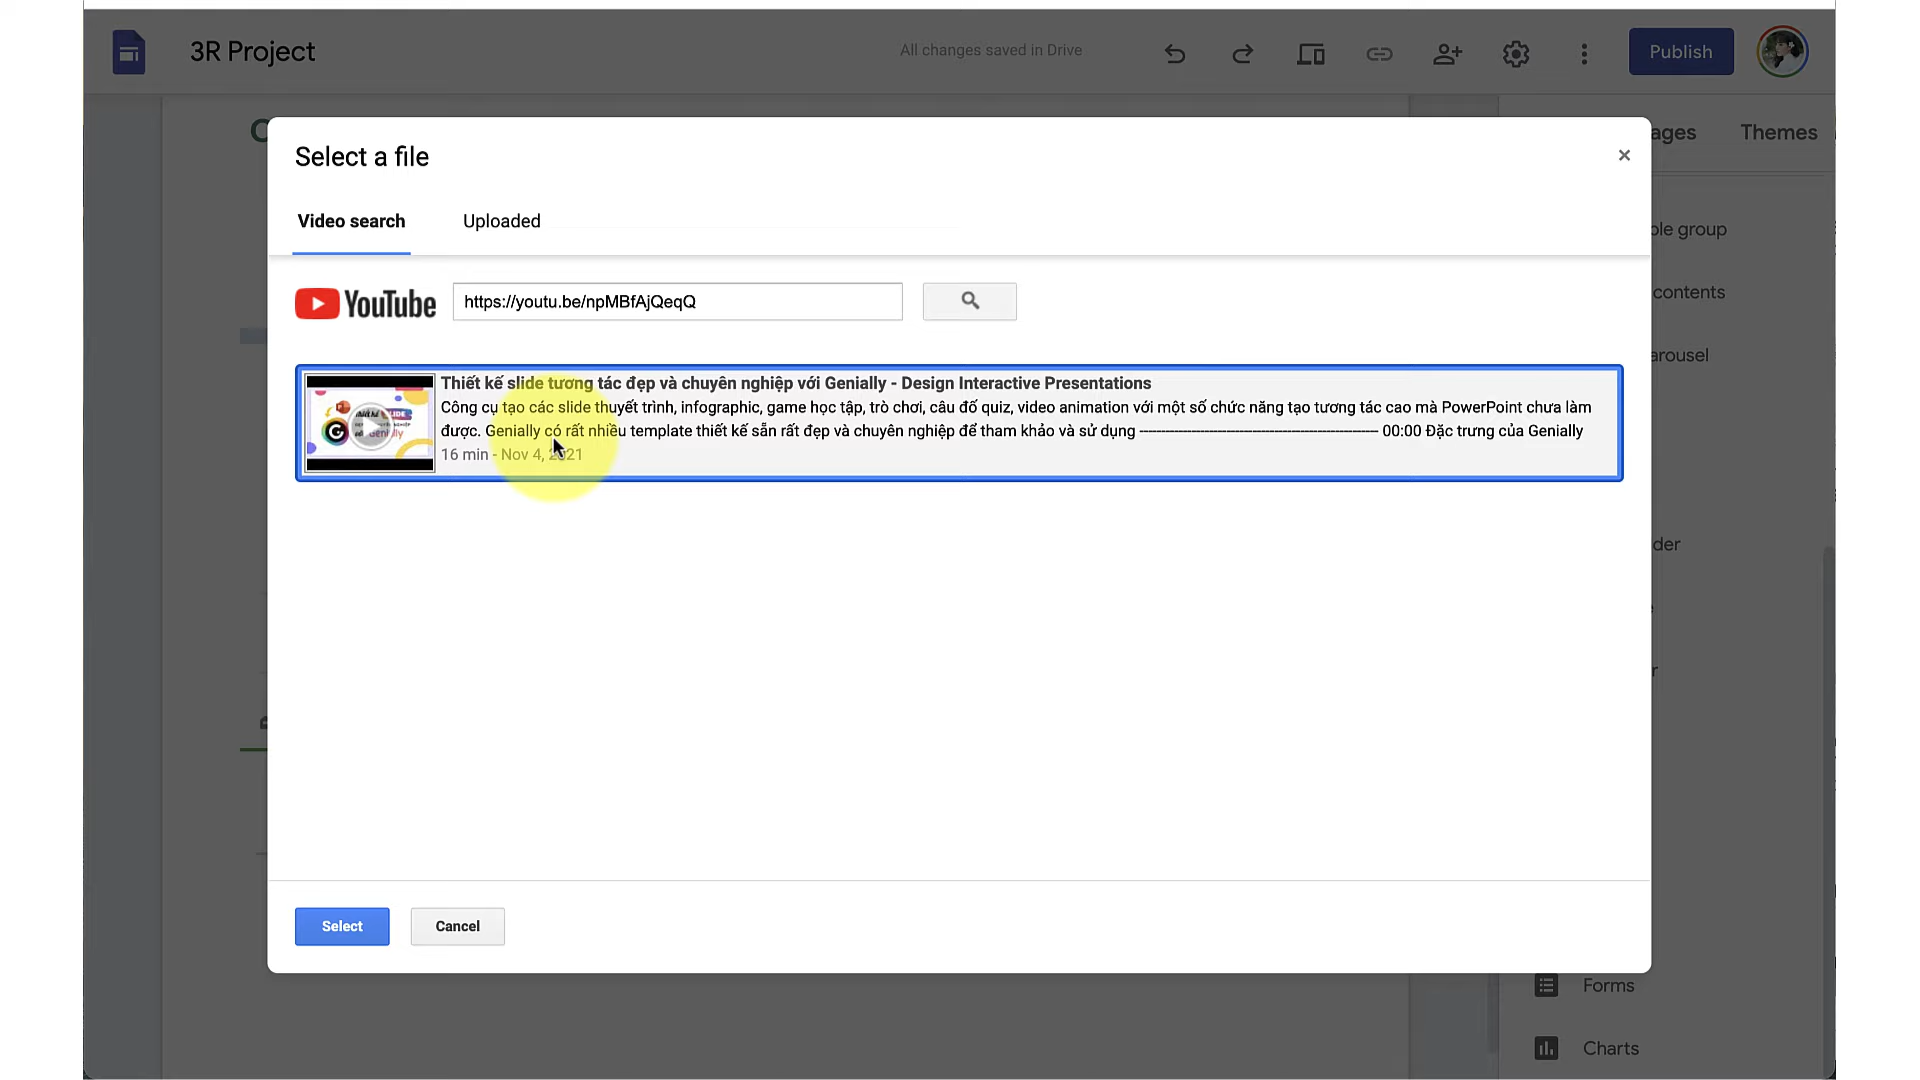 3R Project
All changes saved in Drive
Publish
ages
Themes
Select a file
Video search
Uploaded
YouTube
https://youtu.be/npMBfAjQeqQ
Thiết kế slide tương tác đẹp và chuyên nghiệp với Genially - Design Interactive Presentations
Công cụ tạo các slide thuyết trình, infographic, game học tập, trò chơi, câu đố quiz, video animation với một số chức năng tạo tương tác cao mà PowerPoint chưa làm
được. Genially có rất nhiều template thiết kế sẵn rất đẹp và chuyên nghiệp để tham khảo và sử dụng ---------------------------------------------------- 00:00 Đặc trưng của Genially
16 min - Nov 4, 2021
ble group
contents
arousel
der
r
Select
Cancel
Forms
Charts